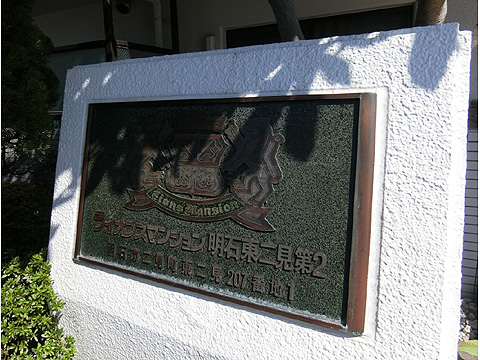 Lions Mansion
ライオンズマンション 明石東二見第2
明石市二見町東二見 207番地 1